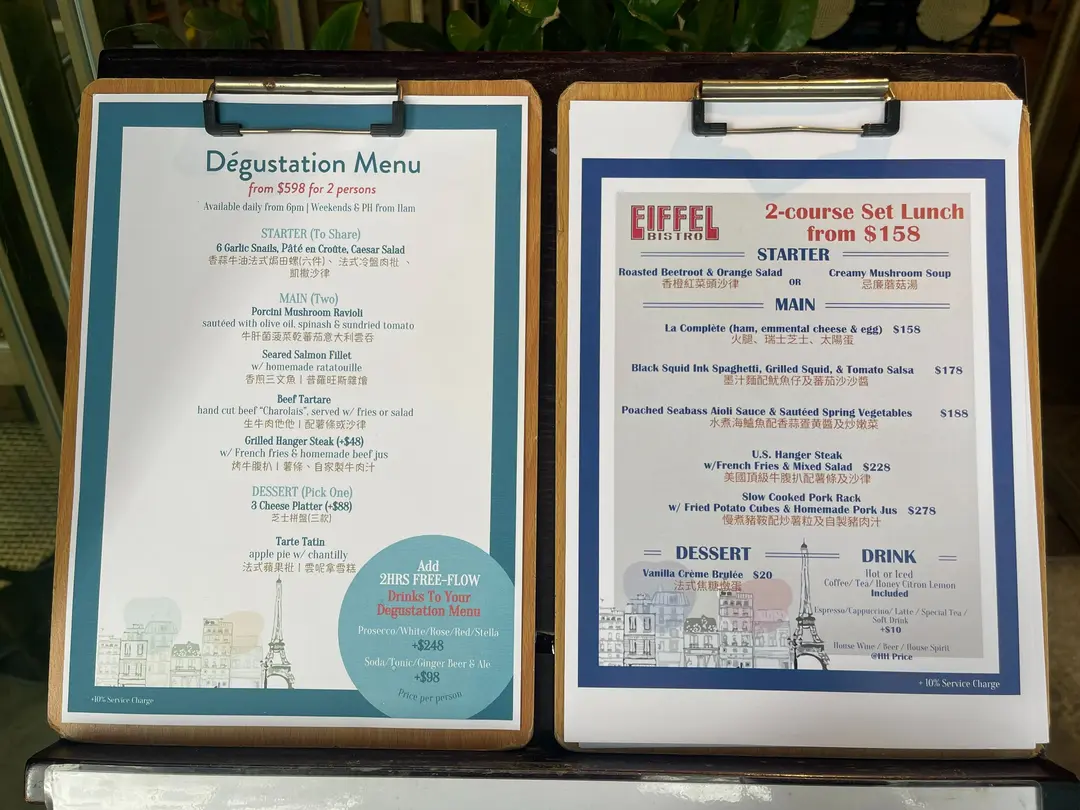 Dégustation Menu
from $598 for 2 persons
Available daily from 6pm | Weekends & PH from 11am
STARTER (To Share)
6 Garlic Snails, Pâté en Croûte, Caesar Salad
香蒜牛油法式焗田螺(六件)、 法式冷盤肉批 、
凱撒沙律
MAIN (Two)
Porcini Mushroom Ravioli
sautéed with olive oil, spinash & sundried tomato
牛肝菌菠菜乾蕃茄意大利雲吞
Seared Salmon Fillet
w/ homemade ratatouille
香煎三文魚 | 普羅旺斯雜燴
Beef Tartare
hand cut beef "Charolais", served w/ fries or salad
生牛肉他他 | 配薯條或沙律
Grilled Hanger Steak (+$48)
w/ French fries & homemade beef jus
烤牛腹扒 | 薯條、自家製牛肉汁
DESSERT (Pick One)
3 Cheese Platter (+$88)
芝士拼盤(三款)
Tarte Tatin
apple pie w/ chantilly
法式蘋果批 | 雲呢拿雪糕
Add
2HRS FREE-FLOW
Drinks To Your
Degustation Menu
Prosecco/White/Rose/Red/Stella
+$248
Soda/Tonic/Ginger Beer & Ale
+$98
Price per person
+10% Service Charge
EIFFEL
BISTRO
2-course Set Lunch
from $158
STARTER
Roasted Beetroot & Orange Salad
香橙紅菜頭沙律
OR
Creamy Mushroom Soup
忌廉蘑菇湯
MAIN
La Complète (ham, emmental cheese & egg) $158
火腿、瑞士芝士、太陽蛋
Black Squid Ink Spaghetti, Grilled Squid, & Tomato Salsa $178
墨汁麵配魷魚仔及蕃茄沙沙醬
Poached Seabass Aioli Sauce & Sautéed Spring Vegetables $188
水煮海鱸魚配香蒜蛋黃醬及炒嫩菜
U.S. Hanger Steak
w/French Fries & Mixed Salad $228
美國頂級牛腹扒配薯條及沙律
Slow Cooked Pork Rack
w/ Fried Potato Cubes & Homemade Pork Jus $278
慢煮豬鞍配炒薯粒及自製豬肉汁
DESSERT
Vanilla Crème Brulée $20
法式焦糖燉蛋
DRINK
Hot or Iced
Coffee/ Tea/ Honey Citron Lemon
Included
Espresso/Cappuccino/ Latte / Special Tea /
Soft Drink
+$10
House Wine / Beer / House Spirit
@HH Price
+ 10% Service Charge